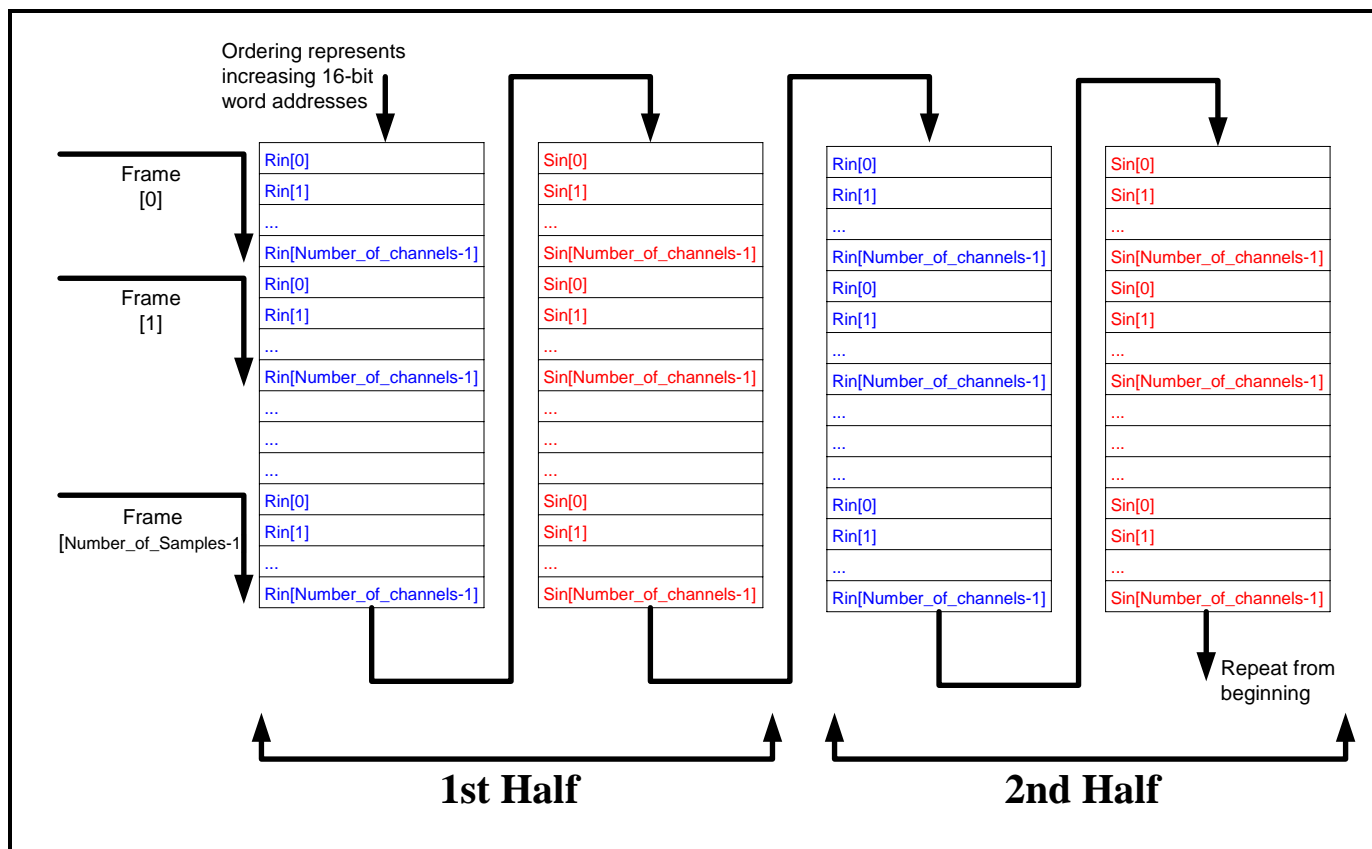 Ordering represents
increasing 16-bit
word addresses
Frame
[0]
Frame
[1]
Frame
[Number_of_Samples-1
Rin[0]
Rin[1]
...
Rin[Number_of_channels-1]
Rin[0]
Rin[1]
...
Rin[Number_of_channels-1]
...
...
...
Rin[0]
Rin[1]
...
Rin[Number_of_channels-1]
Sin[0]
Sin[1]
...
Sin[Number_of_channels-1]
Sin[0]
Sin[1]
...
Sin[Number_of_channels-1]
...
...
...
Sin[0]
Sin[1]
...
Sin[Number_of_channels-1]
Rin[0]
Rin[1]
...
Rin[Number_of_channels-1]
Rin[0]
Rin[1]
...
Rin[Number_of_channels-1]
...
...
...
Rin[0]
Rin[1]
...
Rin[Number_of_channels-1]
Sin[0]
Sin[1]
...
Sin[Number_of_channels-1]
Sin[0]
Sin[1]
...
Sin[Number_of_channels-1]
...
...
...
Sin[0]
Sin[1]
...
Sin[Number_of_channels-1]
Repeat from
beginning
1st Half
2nd Half